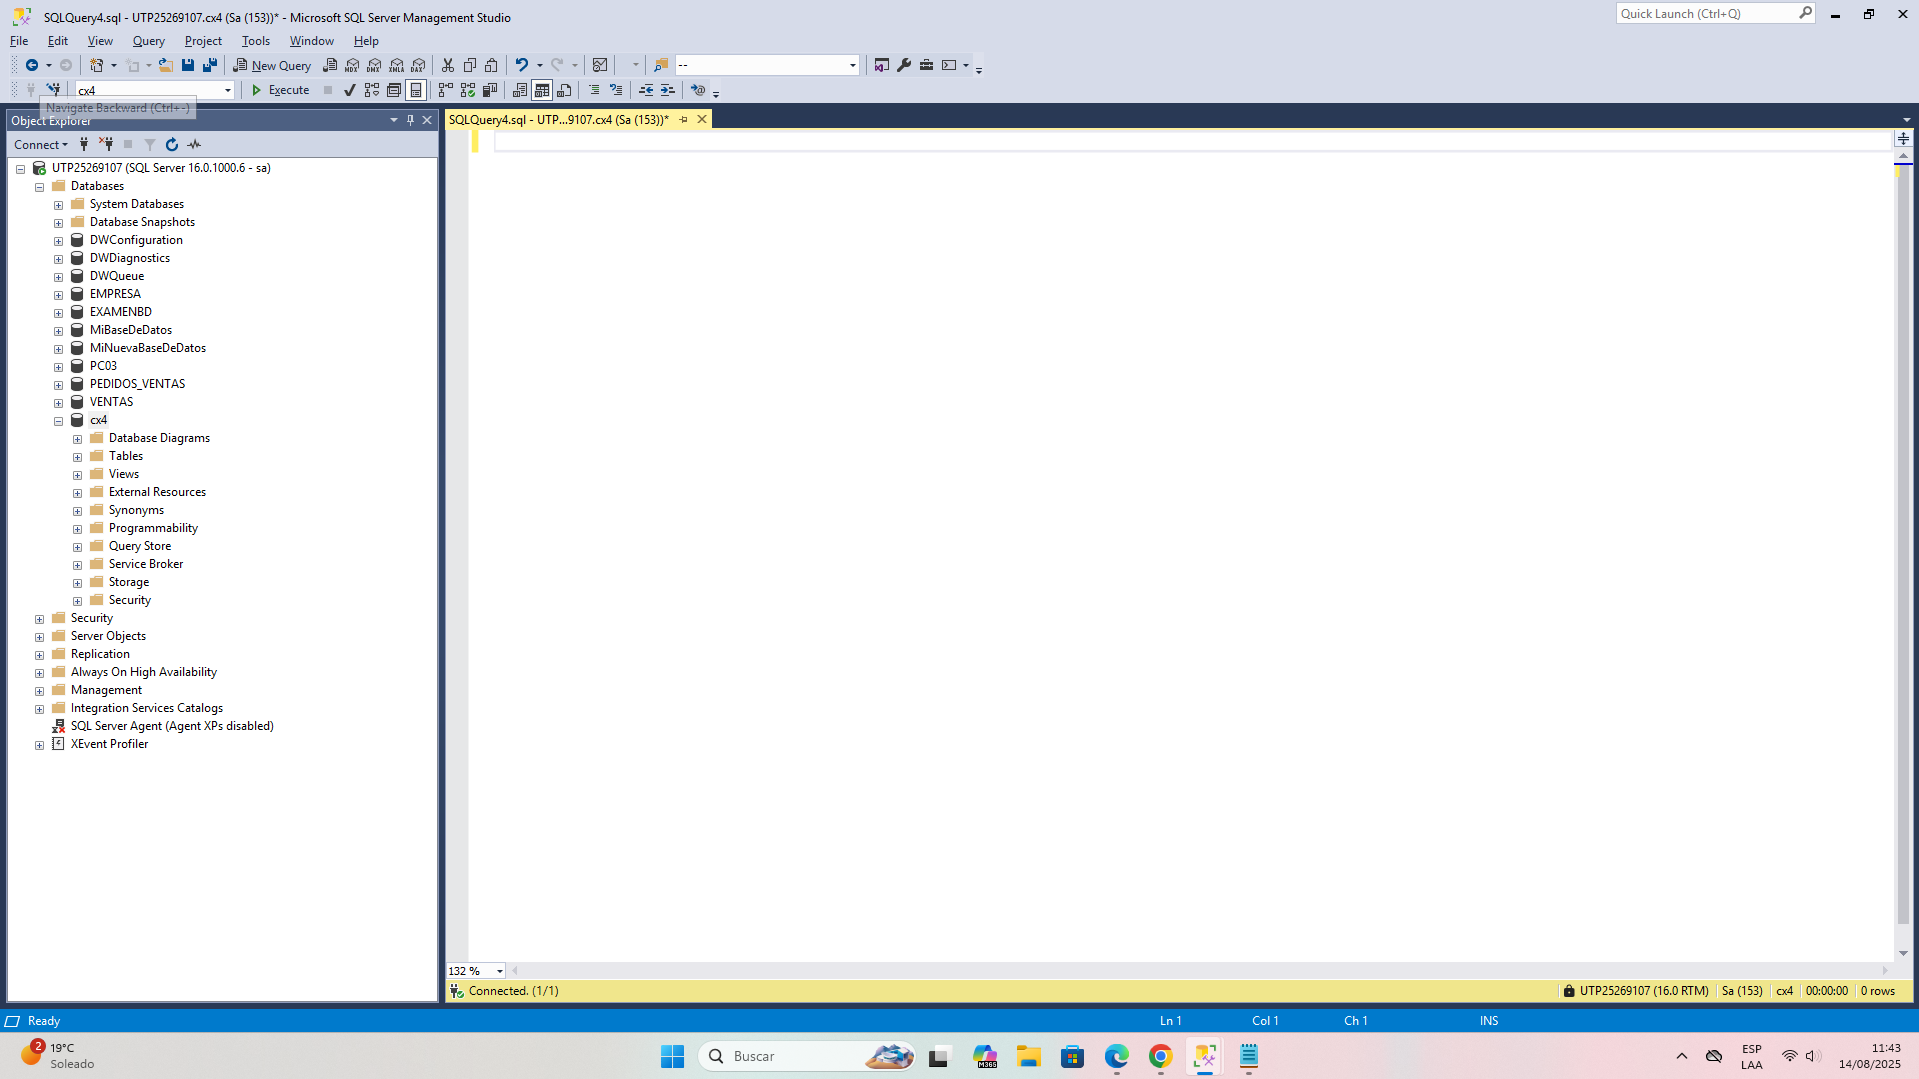 SQLQuery4.sql - UTP25269107.cx4 (Sa (153))* - Microsoft SQL Server Management Studio
Quick Launch (Ctrl+Q)
File Edit View Query Project Tools Window Help
New Query
MDX DMX XMLA DAX
--
cx4
Execute
Navigate Backward (Ctrl+-)
Object Explorer
SQLQuery4.sql - UTP...9107.cx4 (Sa (153))*
Connect
UTP25269107 (SQL Server 16.0.1000.6 - sa)
Databases
System Databases
Database Snapshots
DWConfiguration
DWDiagnostics
DWQueue
EMPRESA
EXAMENBD
MiBaseDeDatos
MiNuevaBaseDeDatos
PC03
PEDIDOS_VENTAS
VENTAS
cx4
Database Diagrams
Tables
Views
External Resources
Synonyms
Programmability
Query Store
Service Broker
Storage
Security
Security
Server Objects
Replication
Always On High Availability
Management
Integration Services Catalogs
SQL Server Agent (Agent XPs disabled)
XEvent Profiler
132 %
Connected. (1/1)
UTP25269107 (16.0 RTM) Sa (153) cx4 00:00:00 0 rows
Ready
Ln 1 Col 1 Ch 1 INS
2
19°C
Soleado
Buscar
M365
ESP
LAA
11:43
14/08/2025